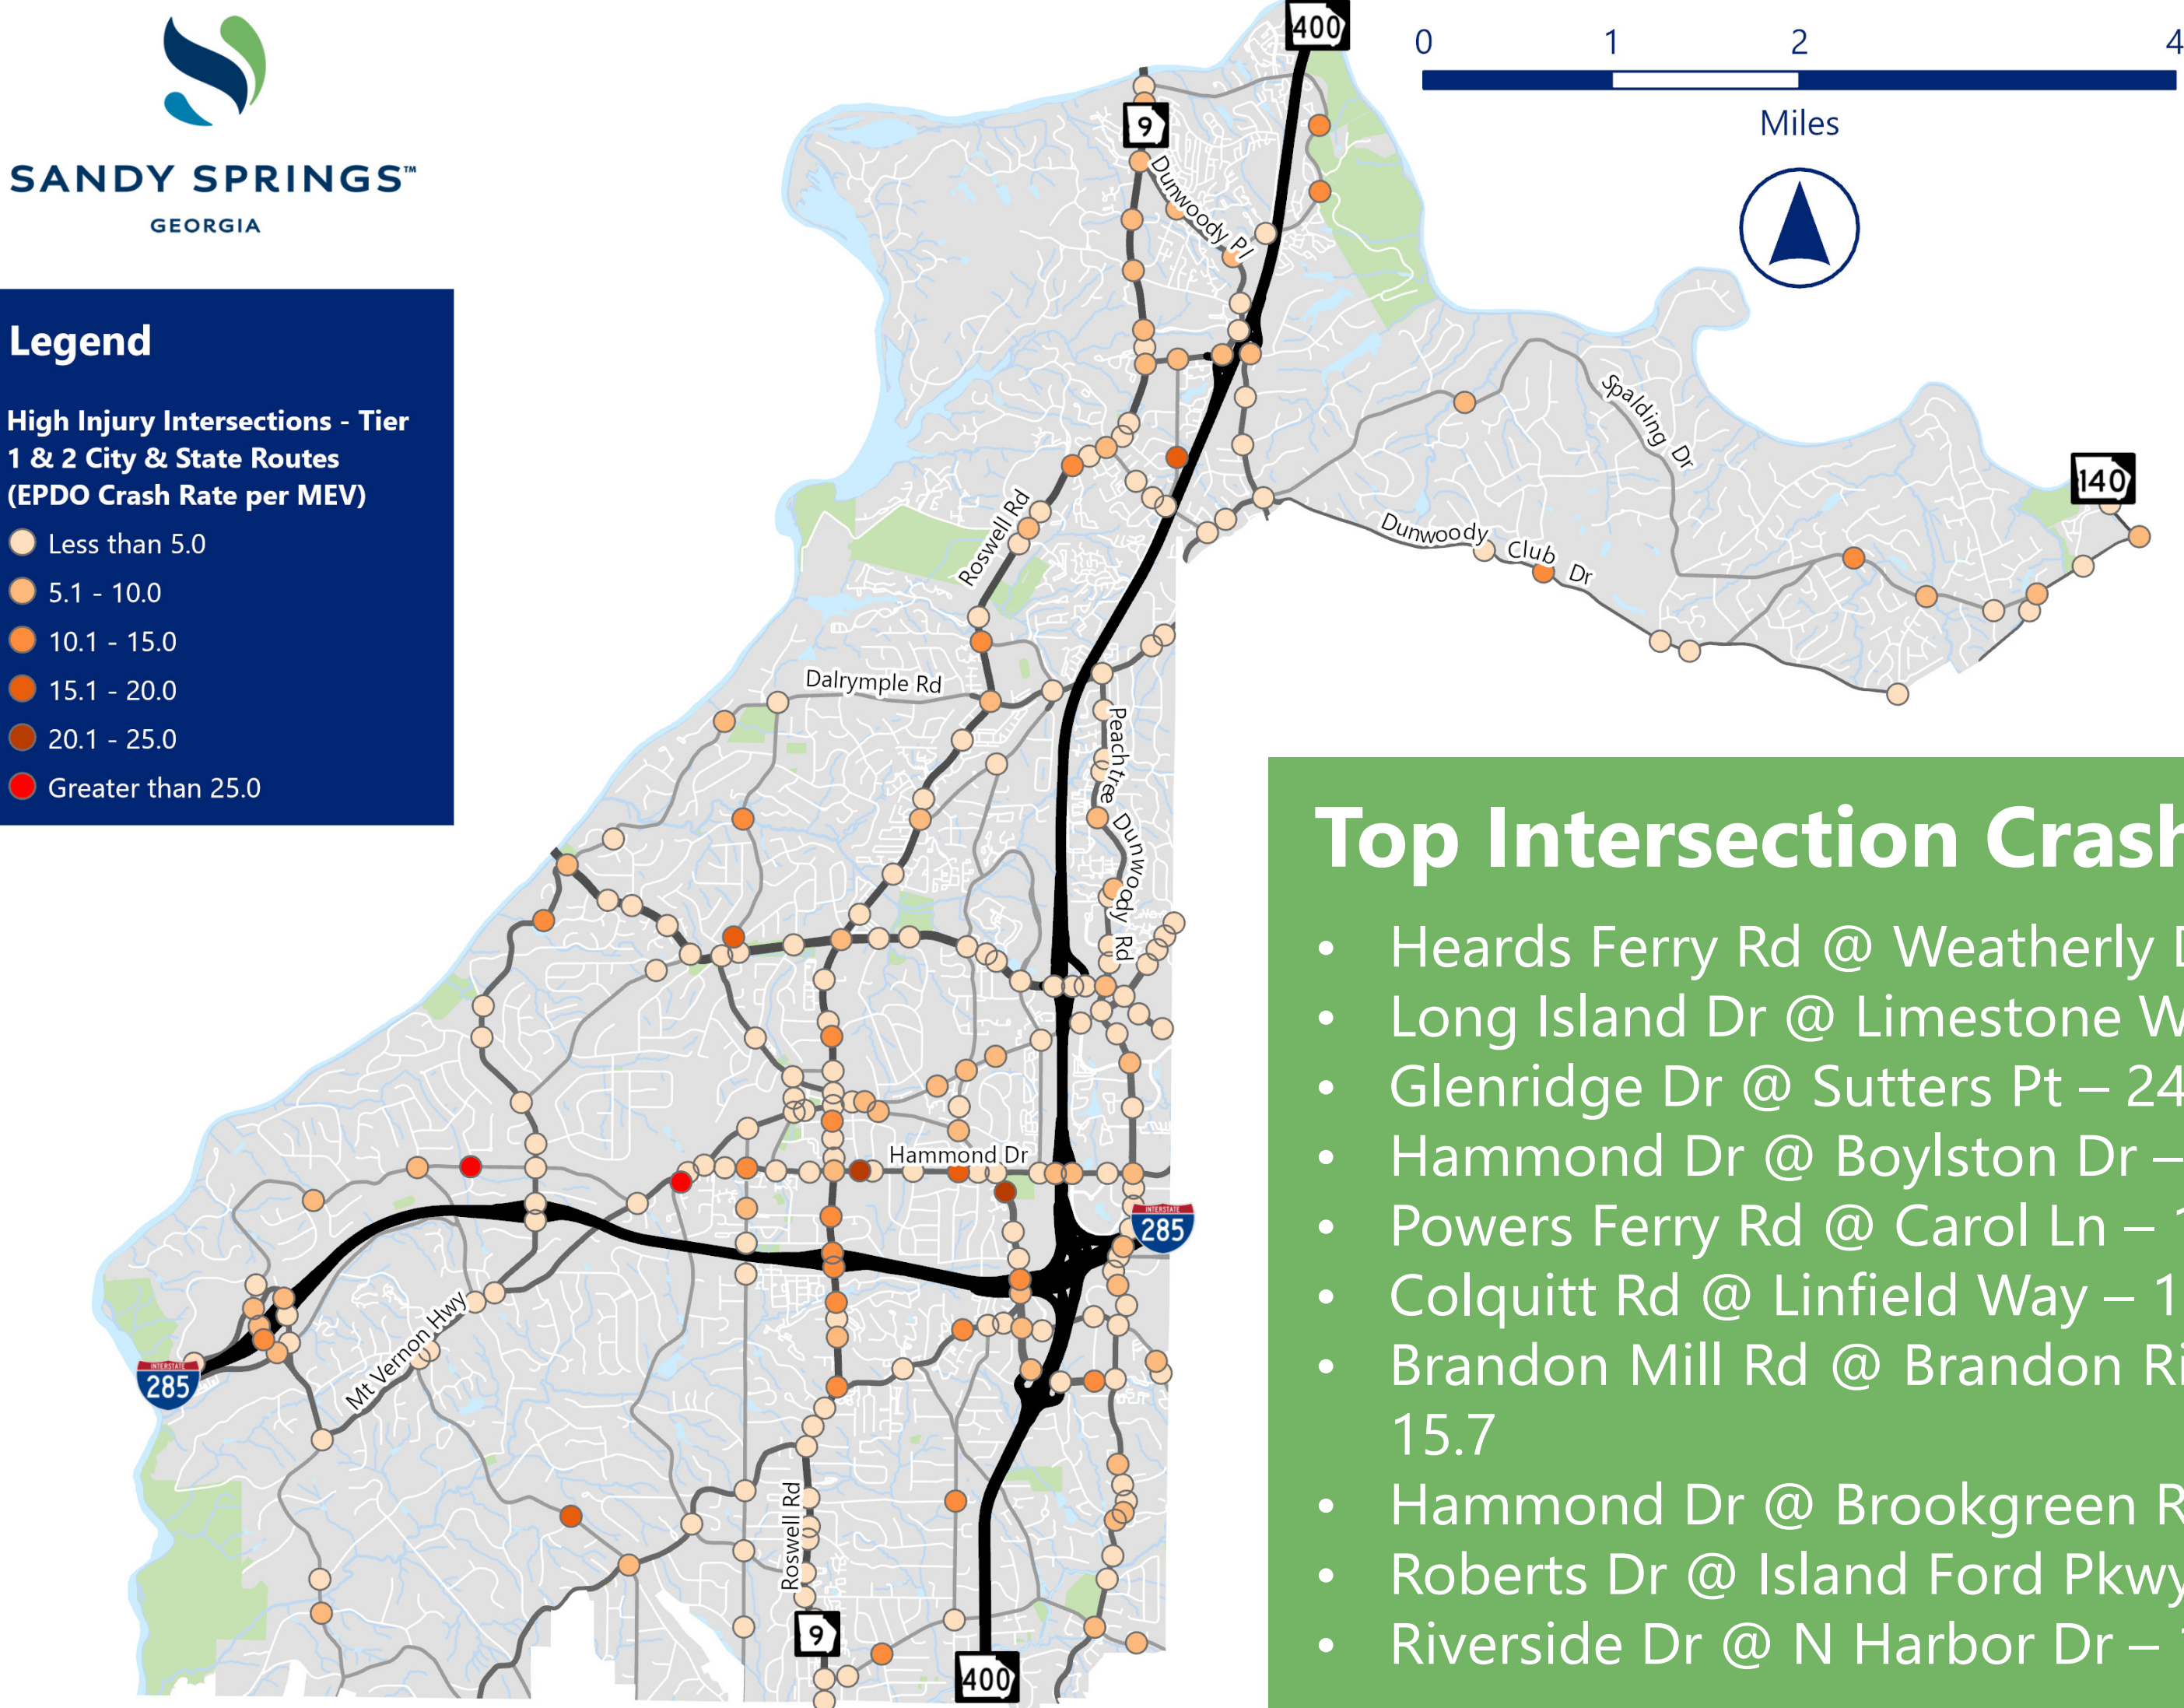 SANDY SPRINGS™
GEORGIA
Legend
High Injury Intersections - Tier
1 & 2 City & State Routes
(EPDO Crash Rate per MEV)
Less than 5.0
5.1 - 10.0
10.1 - 15.0
15.1 - 20.0
20.1 - 25.0
Greater than 25.0
0 1 2 4
Miles
400
9
Dunwoody Pl
Spalding Dr
140
Roswell Rd
Dunwoody Club Dr
Dalrymple Rd
Peachtree Dunwoody Rd
Hammond Dr
INTERSTATE
285
Mt Vernon Hwy
INTERSTATE
285
Roswell Rd
9
400
Top Intersection Crash
• Heards Ferry Rd @ Weatherly
• Long Island Dr @ Limestone
• Glenridge Dr @ Sutters Pt – 24
• Hammond Dr @ Boylston Dr –
• Powers Ferry Rd @ Carol Ln – 1
• Colquitt Rd @ Linfield Way – 1
• Brandon Mill Rd @ Brandon Ri
15.7
• Hammond Dr @ Brookgreen R
• Roberts Dr @ Island Ford Pkwy
• Riverside Dr @ N Harbor Dr –